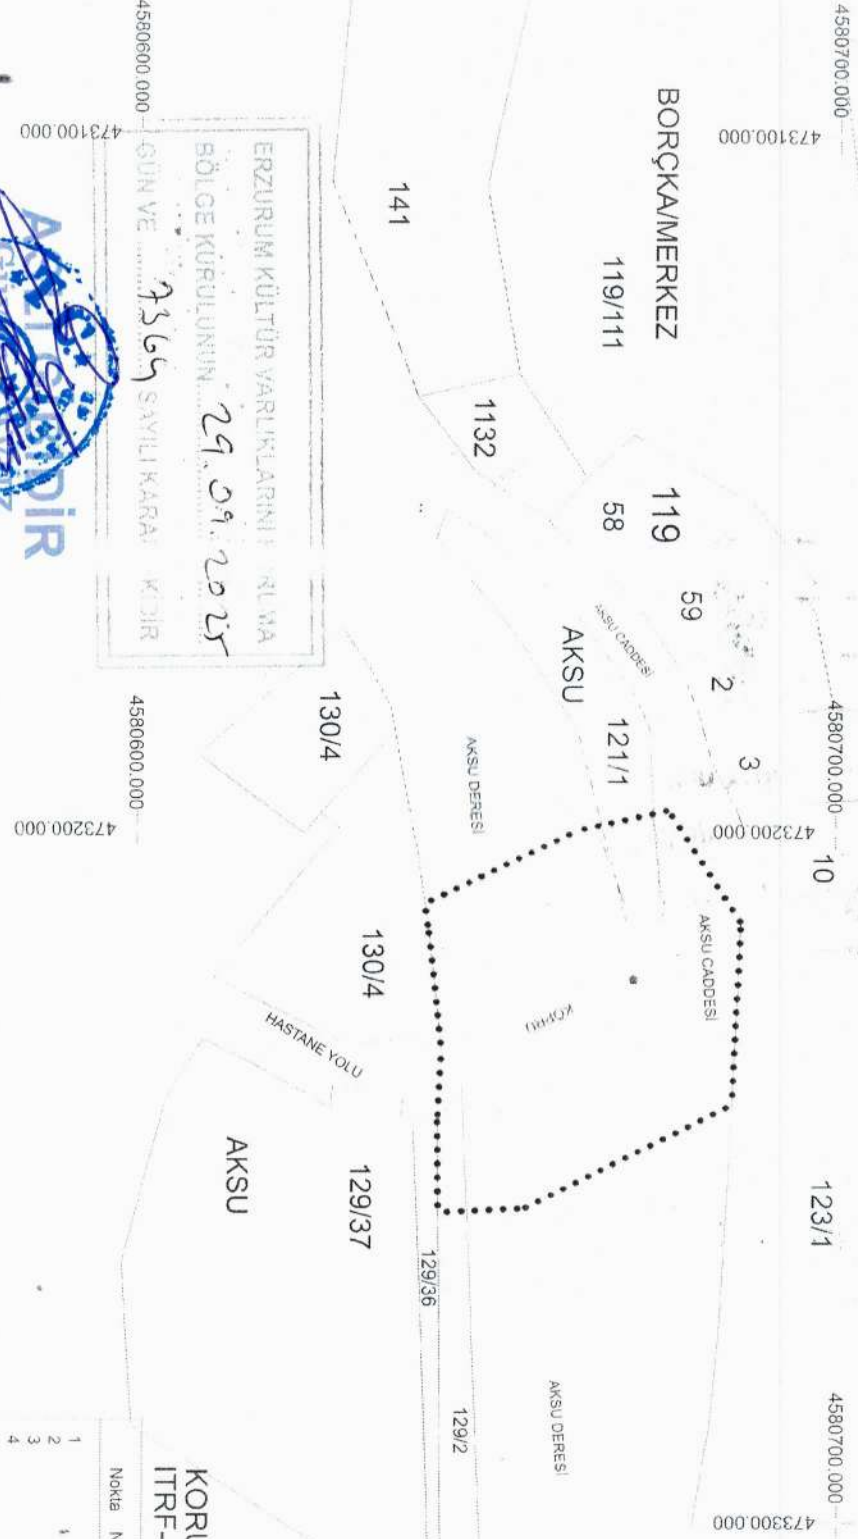 4580700.000
4580700.000
4580700.000
473100.000
473200.000
473300.000
BORÇKA/MERKEZ
119/111
119
58
59
2
3
10
123/1
AKSU CADDESİ
AKSU CADDESİ
AKSU
121/1
141
1132
AKSU DERESİ
KÖPRÜ
AKSU DERESİ
130/4
130/4
HASTANE YOLU
129/37
129/36
129/2
AKSU
ERZURUM KÜLTÜR VARLIKLARINI
BÖLGE KURULUNUN 29.09.2025
GÜN VE 7364 SAYILI KARAR
4580600.000
4580600.000
473100.000
473200.000
ITRF-
Nokta
1
2
3
4